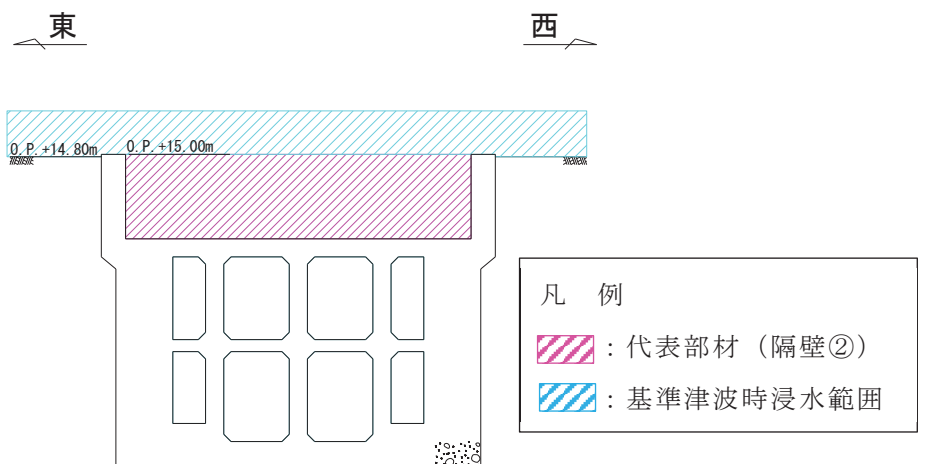 東
西
O.P.+14.80m
O.P.+15.00m
凡 例
：代表部材（隔壁②）
：基準津波時浸水範囲